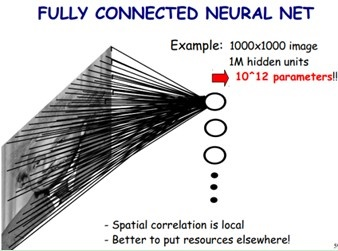 FULLY CONNECTED NEURAL NET
Example: 1000x1000 image
1M hidden units
10^12 parameters!!
- Spatial correlation is local
- Better to put resources elsewhere!